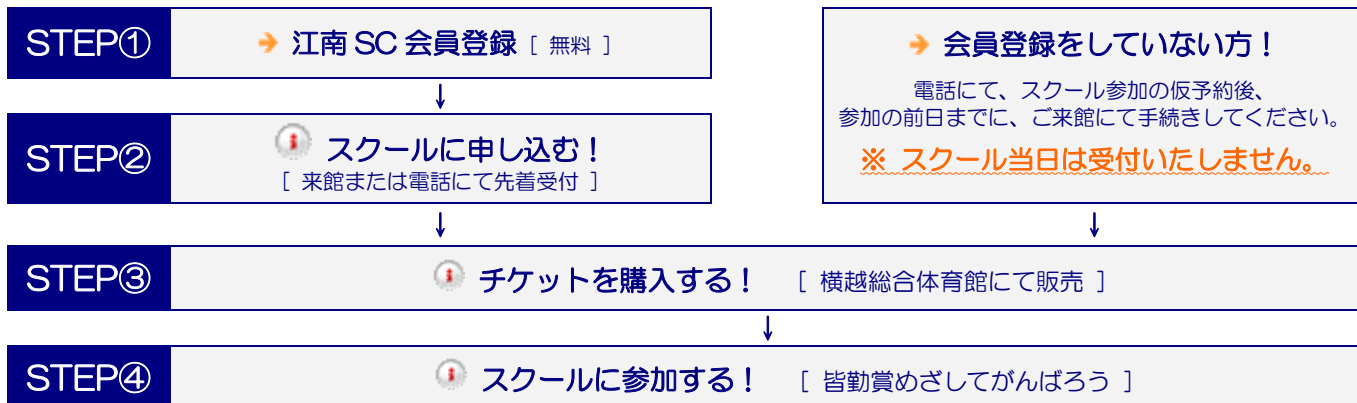 STEP①
江南 SC 会員登録 [ 無料 ]
↓
STEP②
スクールに申し込む！
[ 来館または電話にて先着受付 ]
↓
会員登録をしていない方！
電話にて、スクール参加の仮予約後、
参加の前日までに、ご来館にて手続きしてください。
※ スクール当日は受付いたしません。
↓
STEP③
チケットを購入する！ [ 横越総合体育館にて販売 ]
↓
STEP④
スクールに参加する！ [ 皆勤賞めざしてがんばろう ]